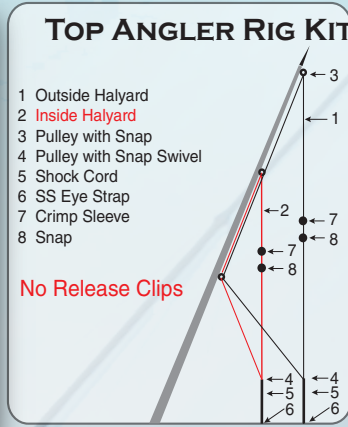 TOP ANGLER RIG KIT
1 Outside Halyard
2 Inside Halyard
3 Pulley with Snap
4 Pulley with Snap Swivel
5 Shock Cord
6 SS Eye Strap
7 Crimp Sleeve
8 Snap
No Release Clips
3
1
2
7
8
7
8
4
5
6
4
5
6